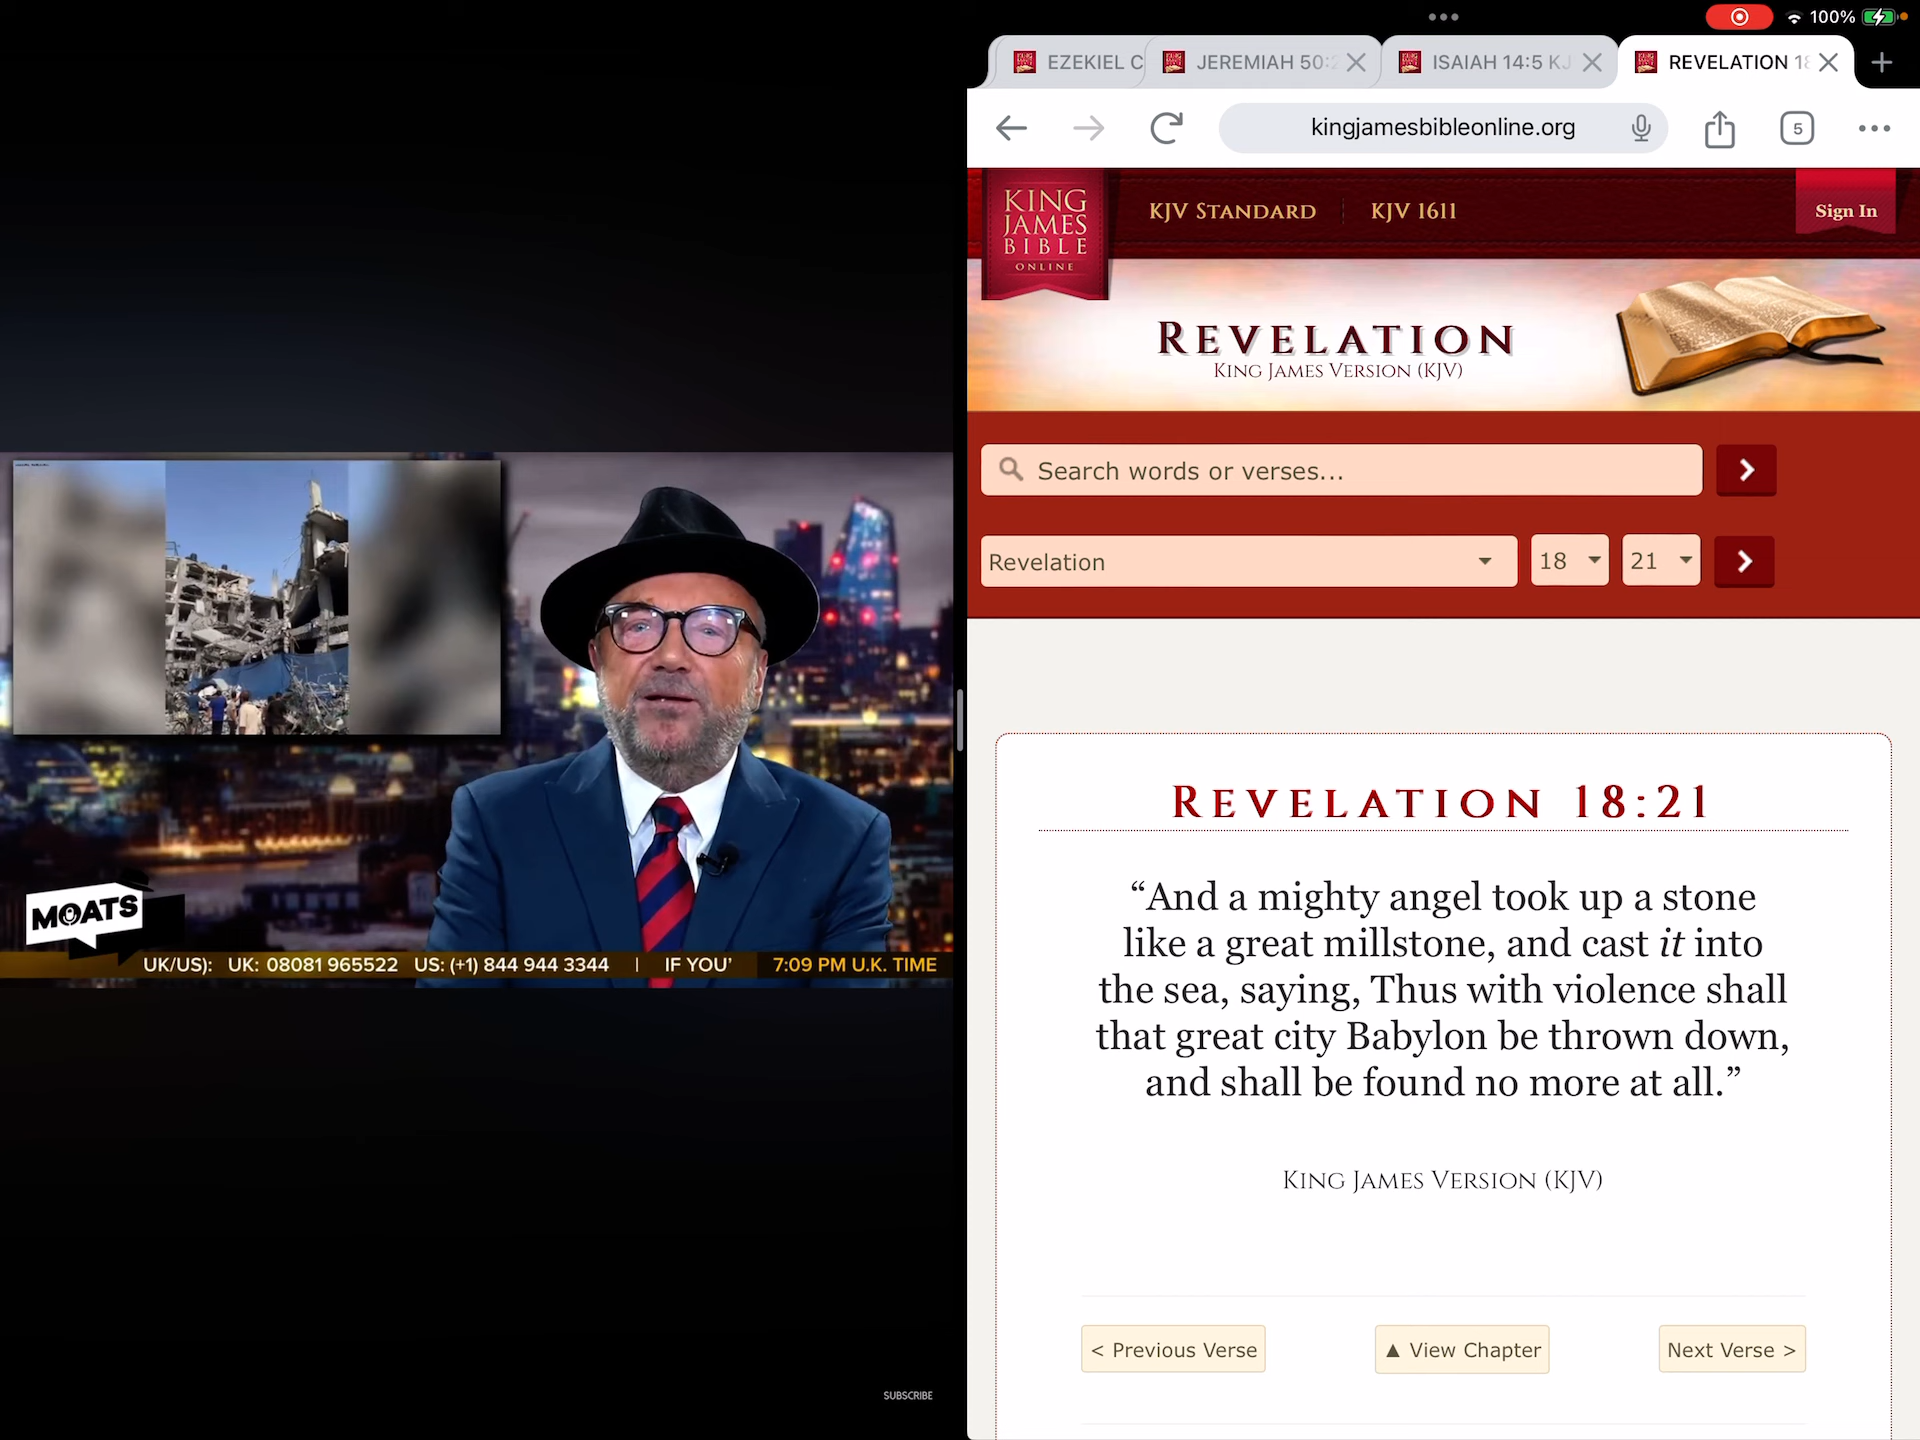 MOATS
UK/US): UK: 08081 965522 US: (+1) 844 944 3344 | IF YOU' 7:09 PM U.K. TIME
SUBSCRIBE
100%
EZEKIEL C
JEREMIAH 50:2
ISAIAH 14:5 KJ
REVELATION 18
kingjamesbibleonline.org
5
KING
JAMES
BIBLE
ONLINE
KJV STANDARD
KJV 1611
Sign In
REVELATION
KING JAMES VERSION (KJV)
Search words or verses...
Revelation 18 21
REVELATION 18:21
“And a mighty angel took up a stone
like a great millstone, and cast it into
the sea, saying, Thus with violence shall
that great city Babylon be thrown down,
and shall be found no more at all.”
KING JAMES VERSION (KJV)
< Previous Verse
▲ View Chapter
Next Verse >